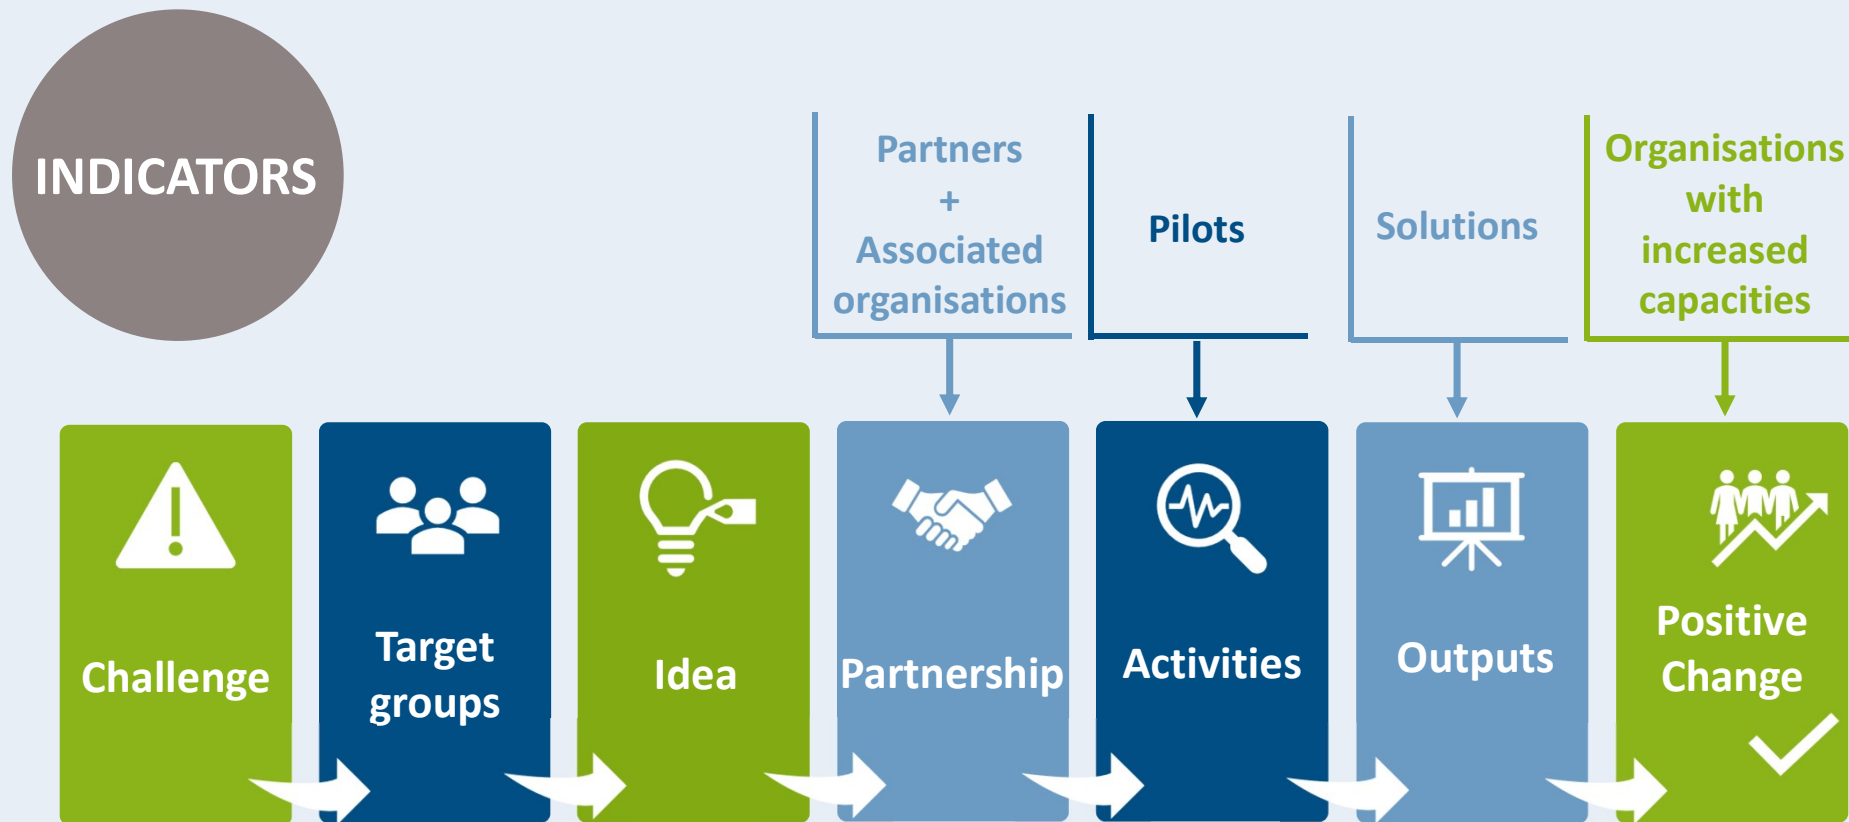 INDICATORS
Partners
+
Associated
organisations
Pilots
Solutions
Organisations
with
increased
capacities
Challenge
Target
groups
Idea
Partnership
Activities
Outputs
Positive
Change